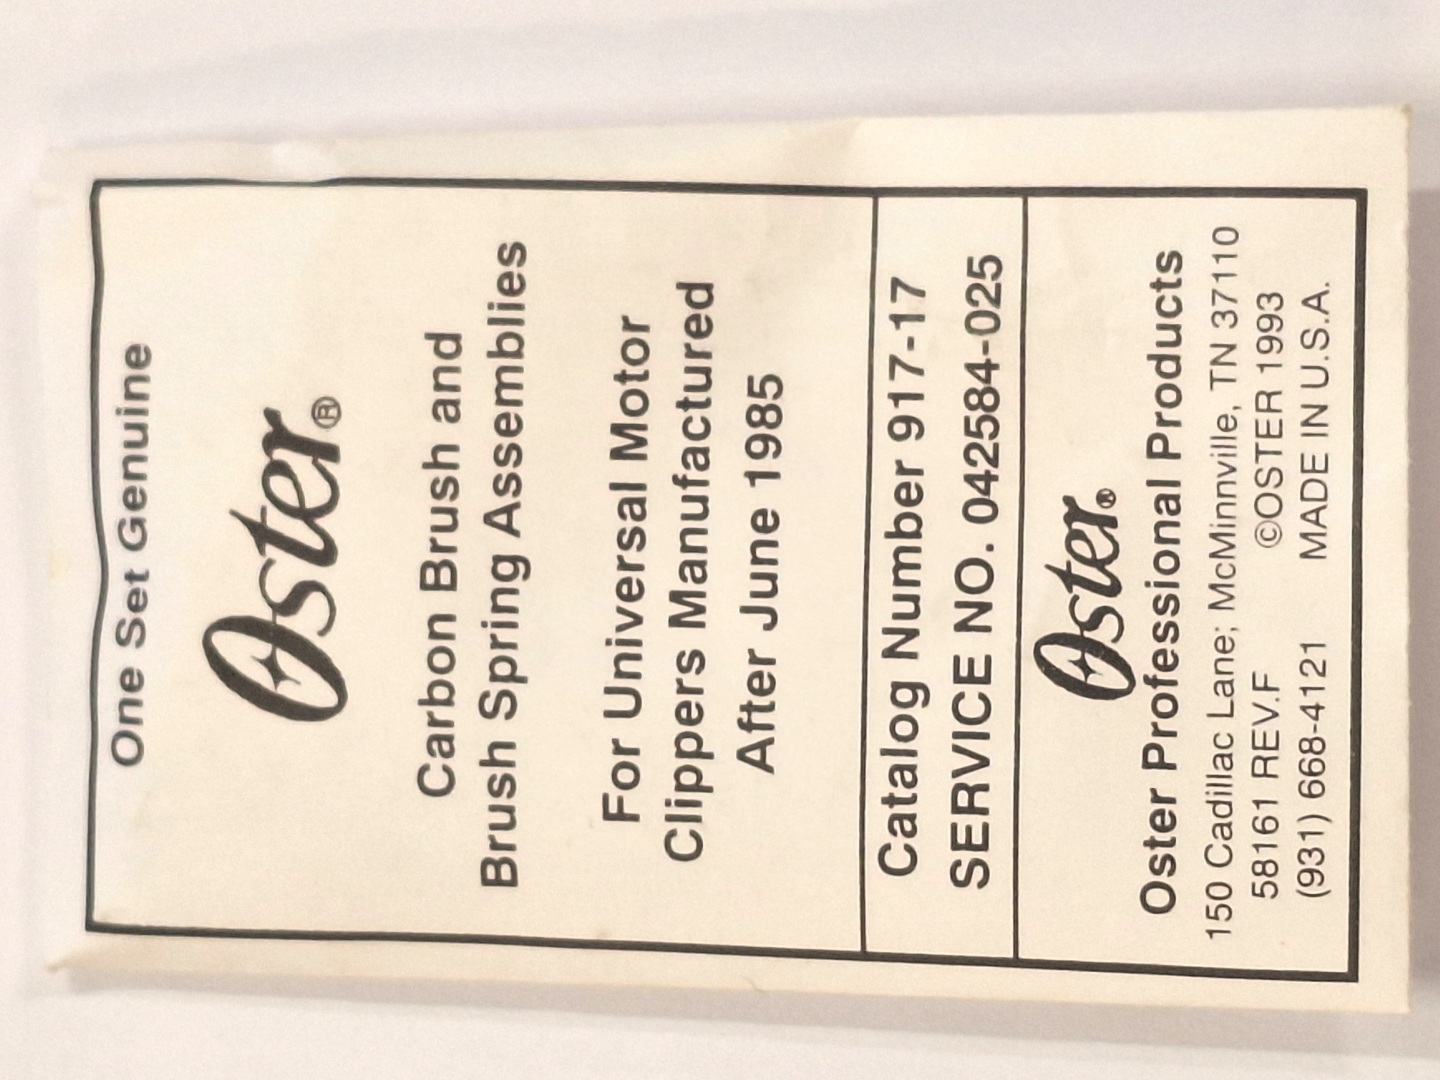 One Set Genuine
Oster®
Carbon Brush and
Brush Spring Assemblies
For Universal Motor
Clippers Manufactured
After June 1985
Catalog Number 917-17
SERVICE NO. 042584-025
Oster®
Oster Professional Products
150 Cadillac Lane; McMinnville, TN 37110
58161 REV.F ©OSTER 1993
(931) 668-4121 MADE IN U.S.A.